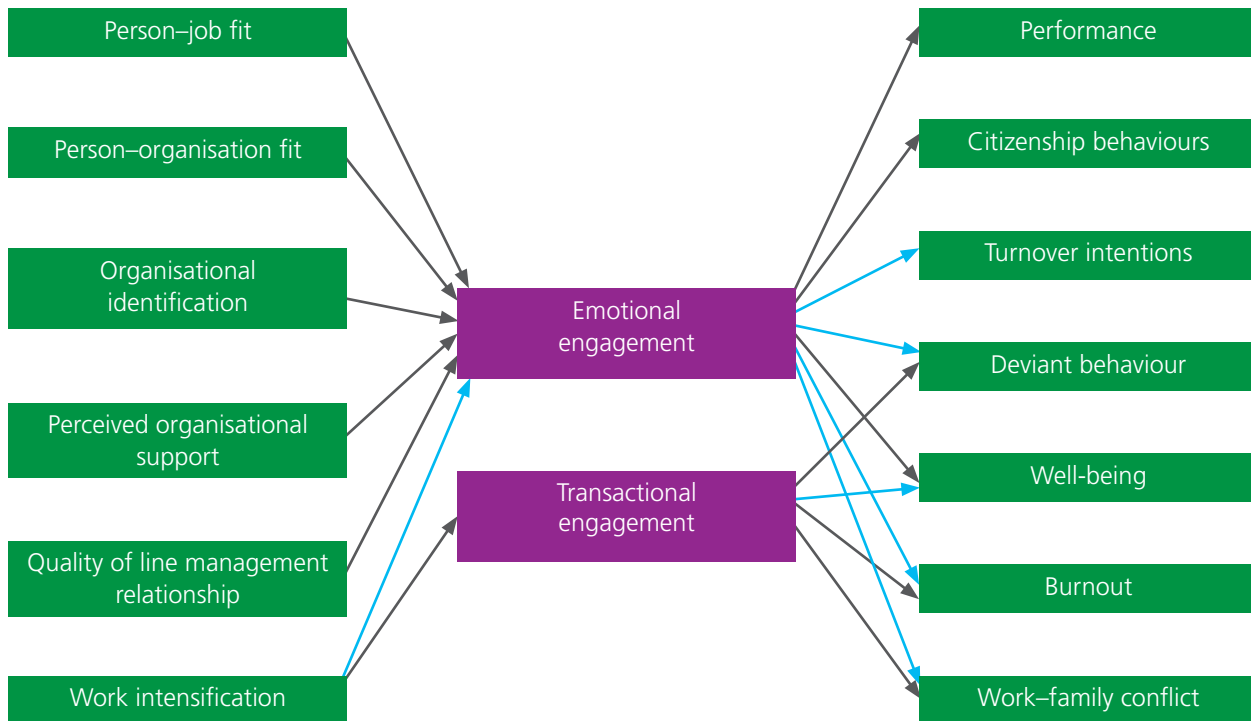 Person–job fit
Person–organisation fit
Organisational
identification
Perceived organisational
support
Quality of line management
relationship
Work intensification
Emotional
engagement
Transactional
engagement
Performance
Citizenship behaviours
Turnover intentions
Deviant behaviour
Well-being
Burnout
Work–family conflict